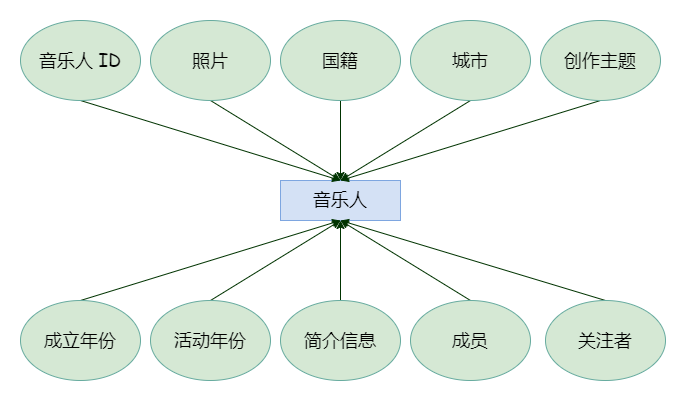 音乐人 ID
照片
国籍
城市
创作主题
音乐人
成立年份
活动年份
简介信息
成员
关注者